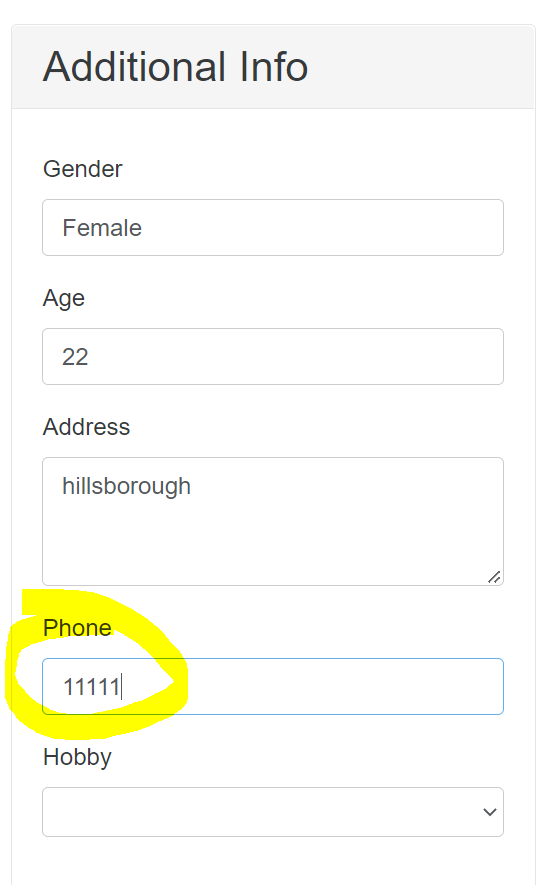 Additional Info
Gender
Female
Age
22
Address
hillsborough
Phone
11111
Hobby